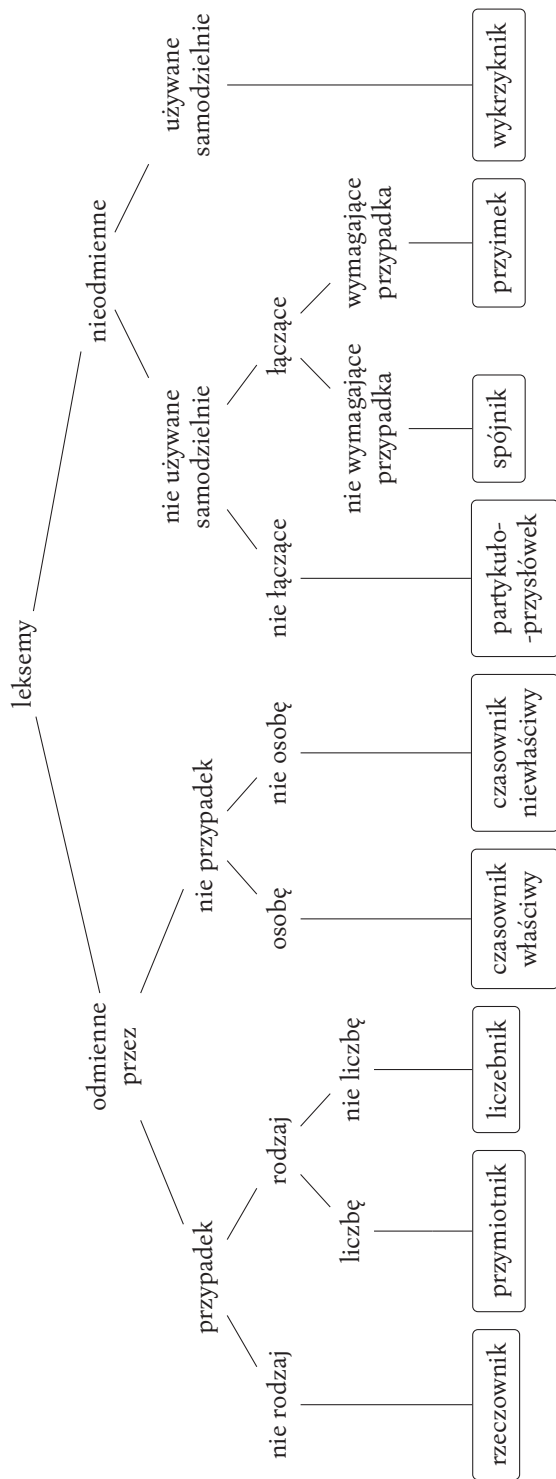 leksemy
odmienne
przez
nieodmienne
przypadek
nie przypadek
nie używane
samodzielnie
używane
samodzielnie
nie rodzaj
rodzaj
osobę
nie osobę
nie łączące
łączące
liczbę
nie liczbę
nie wymagające
przypadka
wymagające
przypadka
rzeczownik
przymiotnik
liczebnik
czasownik
właściwy
czasownik
niewłaściwy
partykuło-
-przysłówek
spójnik
przyimek
wykrzyknik